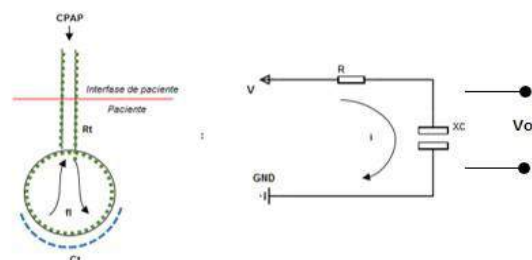 CPAP
Interfase de paciente
Paciente
Rt
fl
Ct
:
V
R
i
XC
Vo
GND